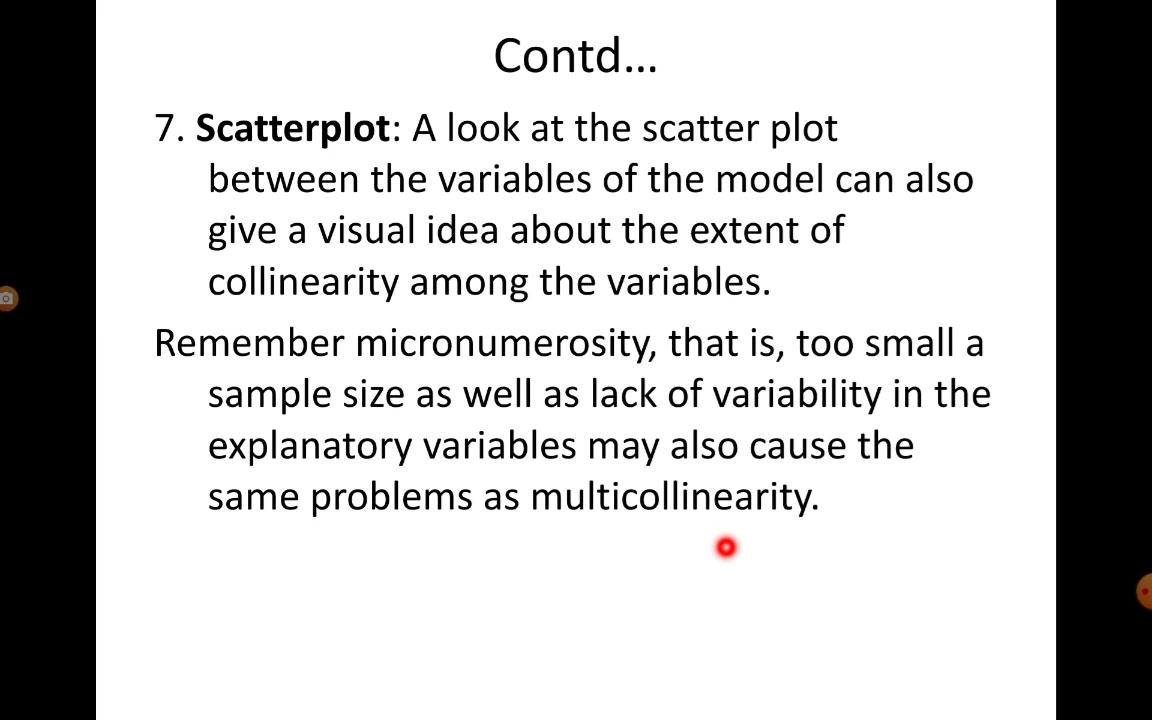 Contd…
7. Scatterplot: A look at the scatter plot
between the variables of the model can also
give a visual idea about the extent of
collinearity among the variables.
Remember micronumerosity, that is, too small a
sample size as well as lack of variability in the
explanatory variables may also cause the
same problems as multicollinearity.